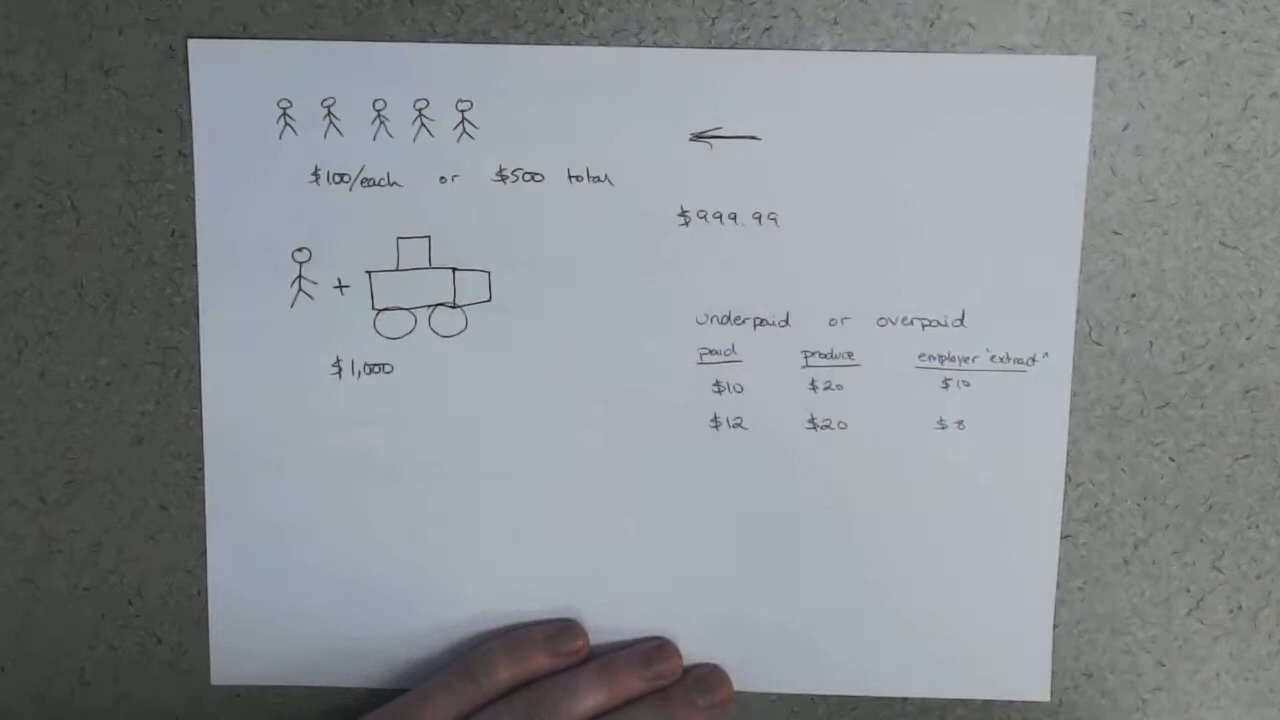 $100/each or $500 total
$999.99
+
$1,000
underpaid or overpaid
paid produce employer "extract"
$10 $20 $10
$12 $20 $8